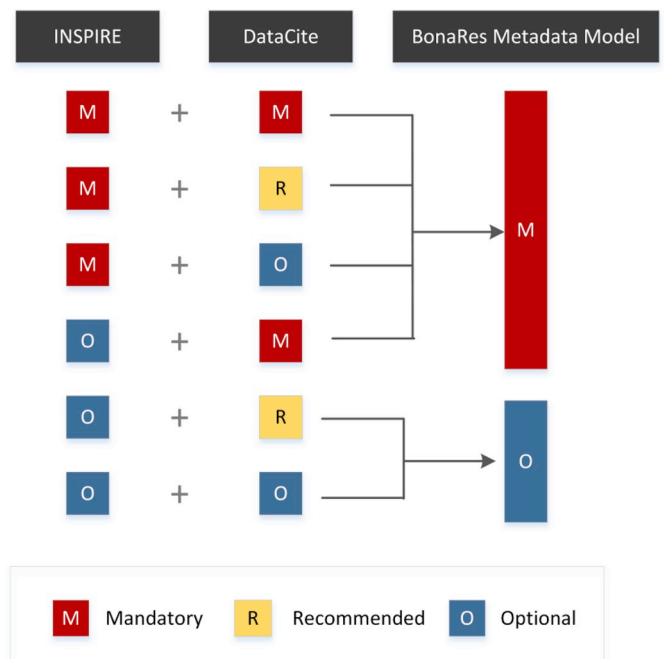 INSPIRE DataCite BonaRes Metadata Model
M + M
M + R
M + O
M
O + M
O + R
O
O + O
M Mandatory R Recommended O Optional